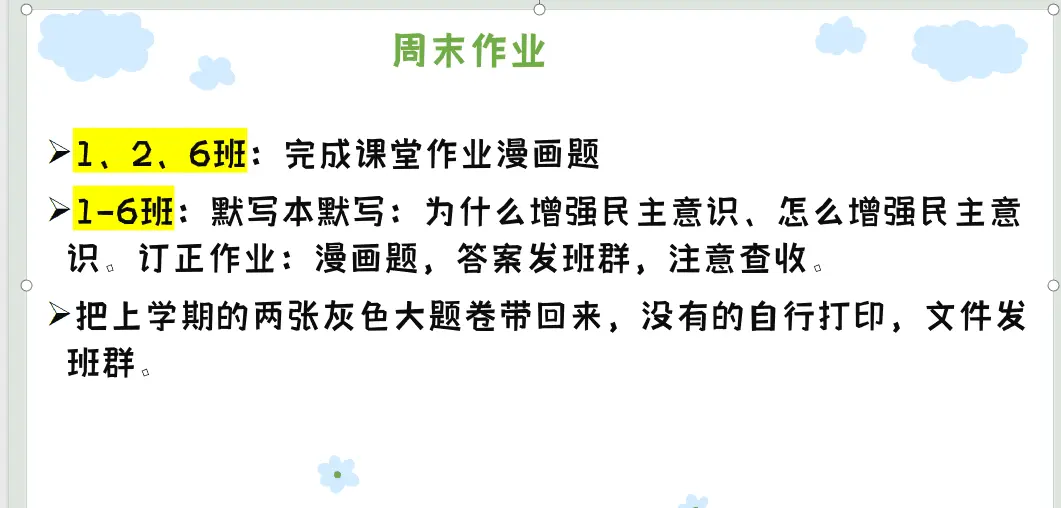 周末作业
➢1、2、6班：完成课堂作业漫画题
➢1-6班：默写本默写：为什么增强民主意识、怎么增强民主意
识。订正作业：漫画题，答案发班群，注意查收。
➢把上学期的两张灰色大题卷带回来，没有的自行打印，文件发
班群。